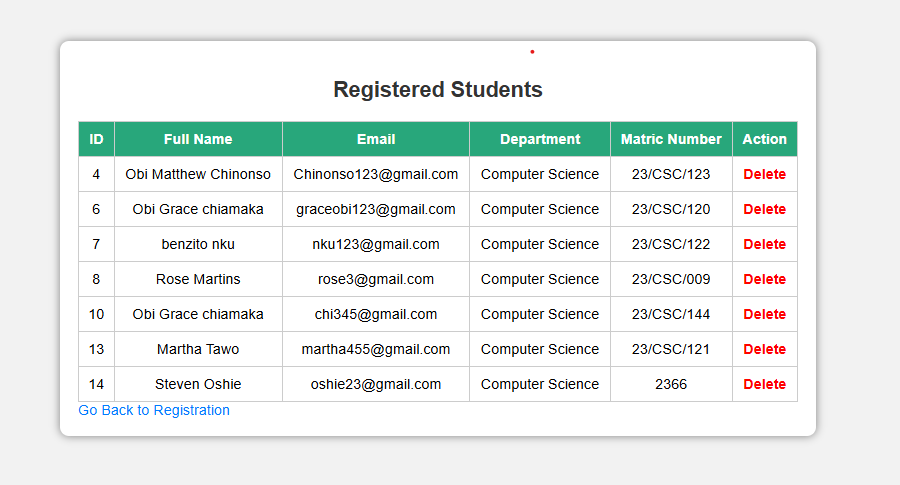 Registered Students
ID Full Name Email Department Matric Number Action
4 Obi Matthew Chinonso Chinonso123@gmail.com Computer Science 23/CSC/123 Delete
6 Obi Grace chiamaka graceobi123@gmail.com Computer Science 23/CSC/120 Delete
7 benzito nku nku123@gmail.com Computer Science 23/CSC/122 Delete
8 Rose Martins rose3@gmail.com Computer Science 23/CSC/009 Delete
10 Obi Grace chiamaka chi345@gmail.com Computer Science 23/CSC/144 Delete
13 Martha Tawo martha455@gmail.com Computer Science 23/CSC/121 Delete
14 Steven Oshie oshie23@gmail.com Computer Science 2366 Delete
Go Back to Registration